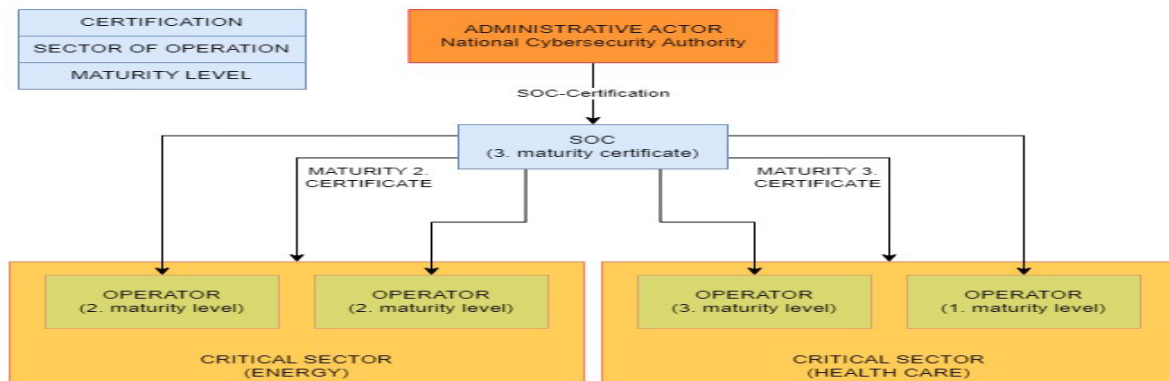 CERTIFICATION
SECTOR OF OPERATION
MATURITY LEVEL
ADMINISTRATIVE ACTOR
National Cybersecurity Authority
SOC-Certification
SOC
(3. maturity certificate)
MATURITY 2.
CERTIFICATE
MATURITY 3.
CERTIFICATE
OPERATOR
(2. maturity level)
OPERATOR
(2. maturity level)
OPERATOR
(3. maturity level)
OPERATOR
(1. maturity level)
CRITICAL SECTOR
(ENERGY)
CRITICAL SECTOR
(HEALTH CARE)